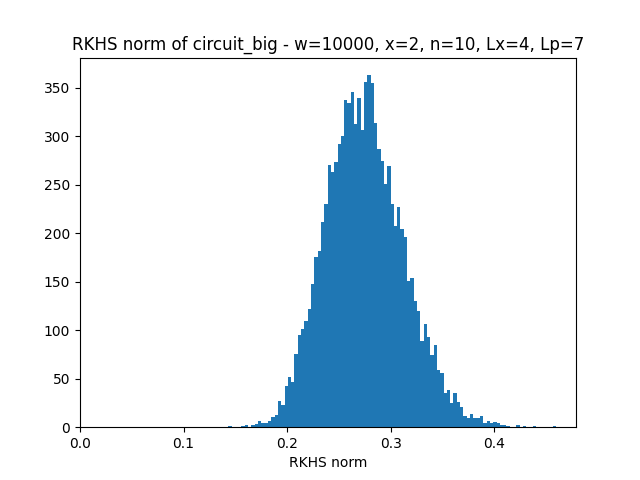 RKHS norm of circuit_big - w=10000, x=2, n=10, Lx=4, Lp=7
350
300
250
200
150
100
50
0
0.0 0.1 0.2 0.3 0.4
RKHS norm